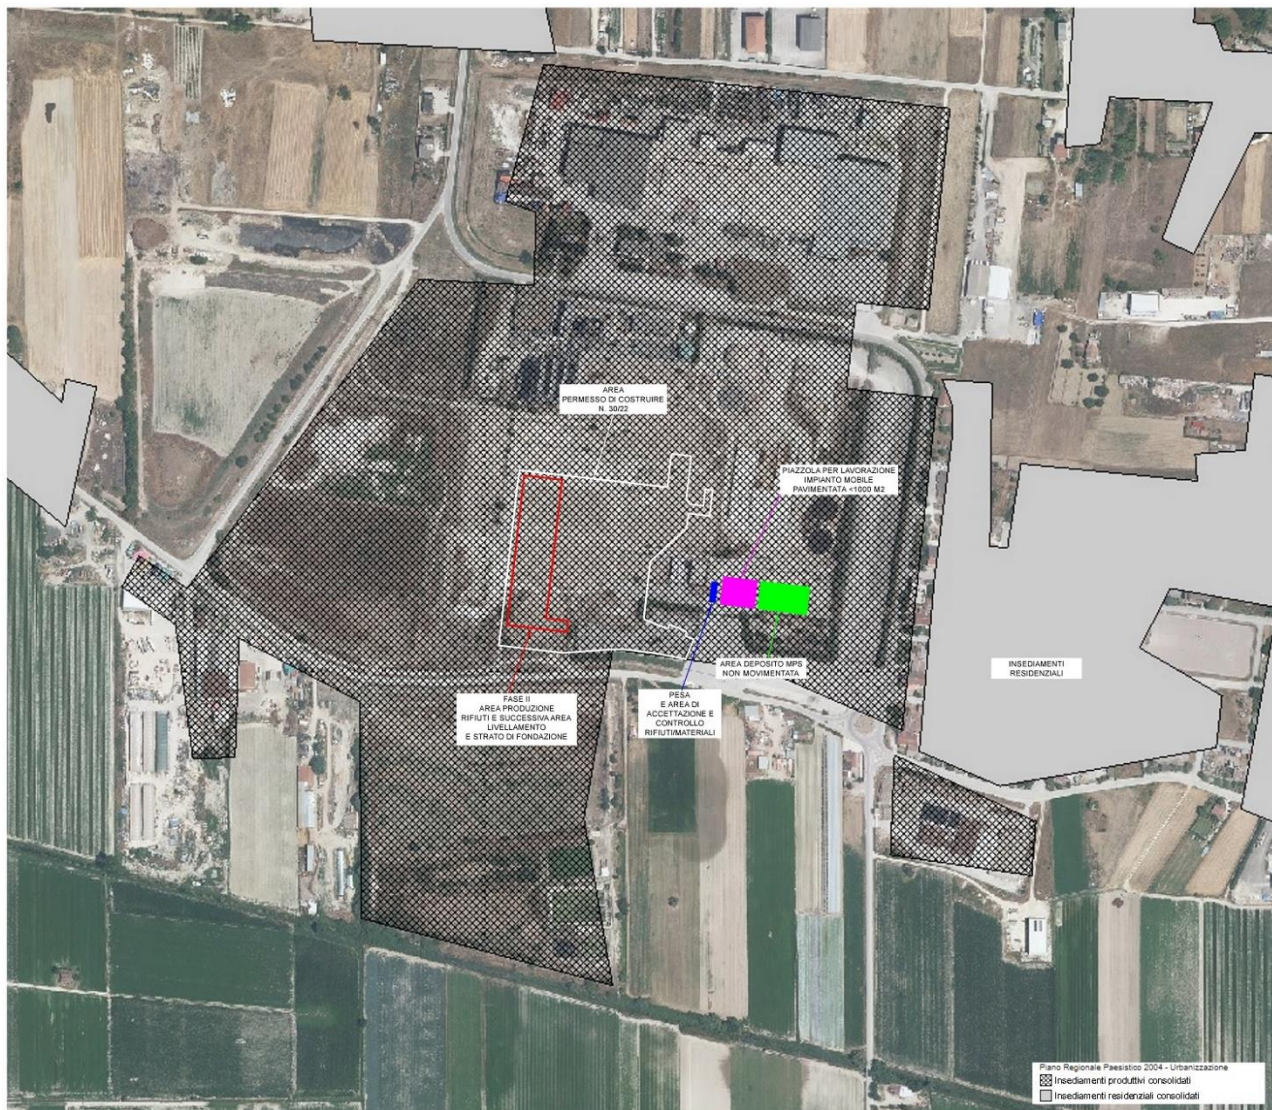 AREA
PERMESSO DI COSTRUIRE
N. 30/22
PIAZZOLA PER LAVORAZIONE
IMPIANTO MOBILE
PAVIMENTATA <1000 M2
AREA DEPOSITO MPS
NON MOVIMENTATA
INSEDIAMENTI
RESIDENZIALI
FASE II
AREA PRODUZIONE
RIFIUTI E SUCCESSIVA AREA
LIVELLAMENTO
E STRATO DI FONDAZIONE
PESA
E AREA DI
ACCETTAZIONE E
CONTROLLO
RIFIUTI/MATERIALI
Piano Regionale Paesistico 2004 - Urbanizzazione
Insediamenti produttivi consolidati
Insediamenti residenziali consolidati